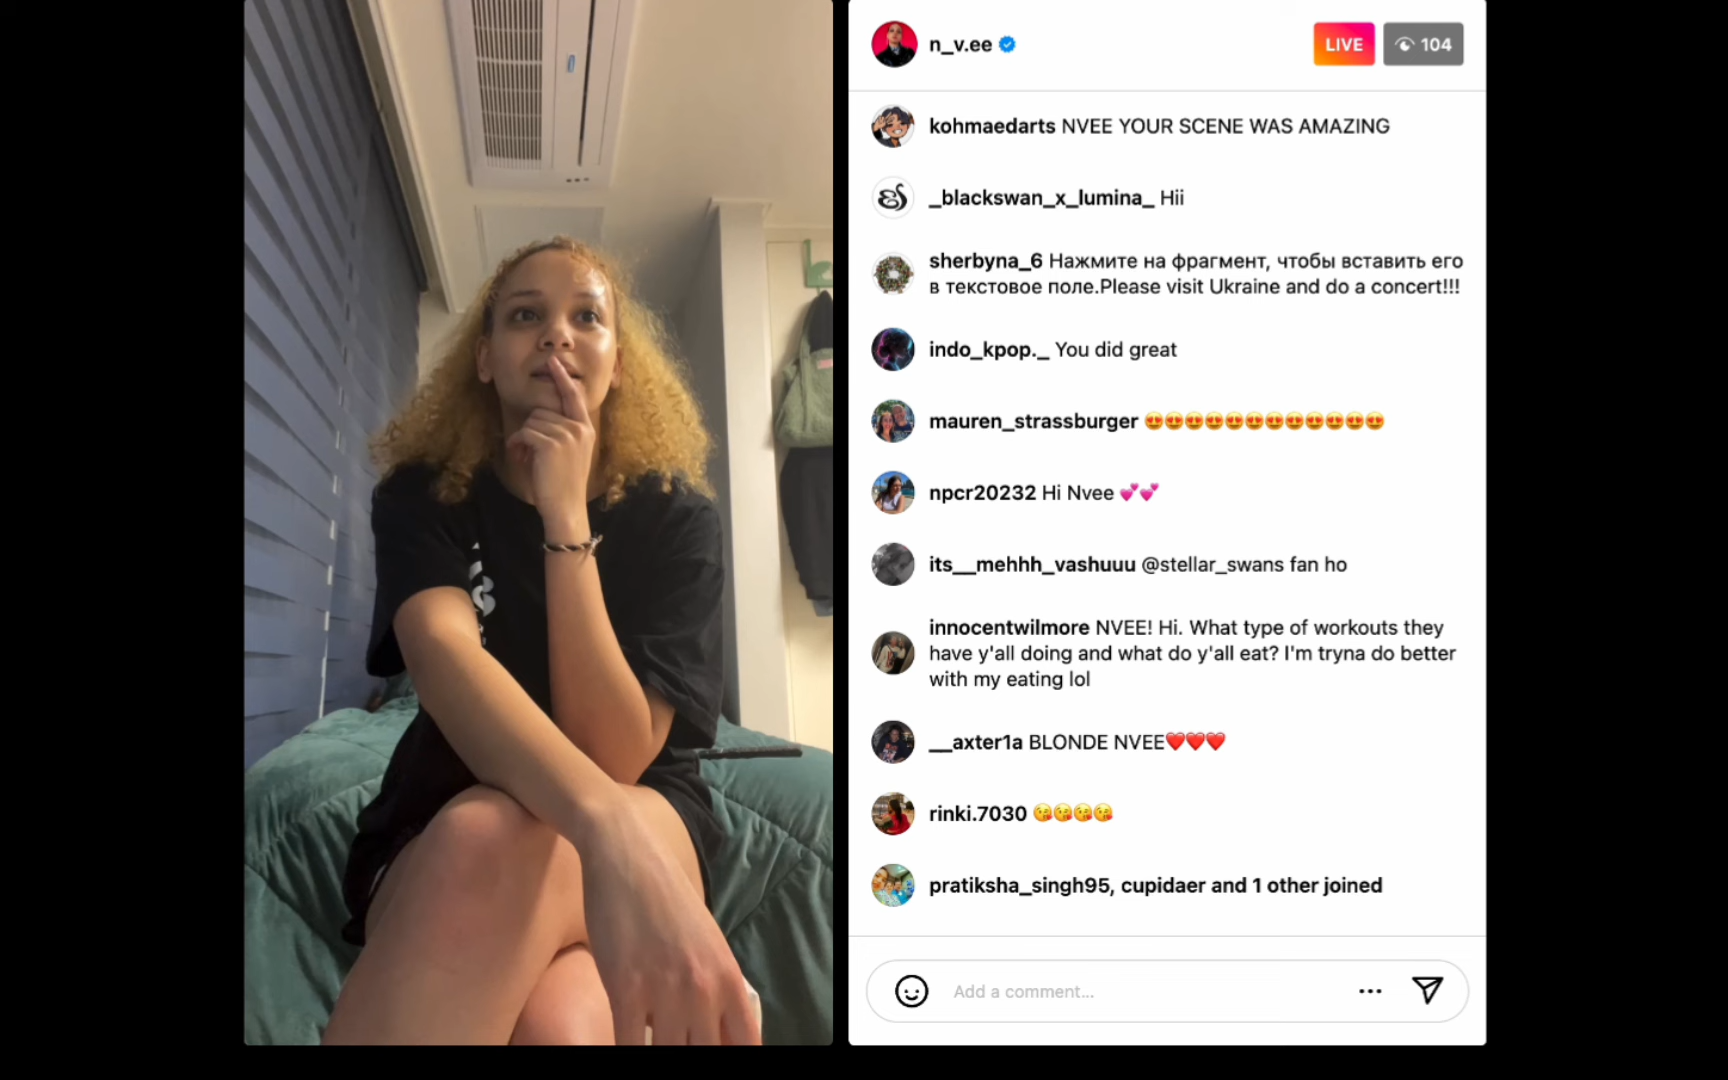 n_v.ee
LIVE
104
kohmaedarts NVEE YOUR SCENE WAS AMAZING
_blackswan_x_lumina_ Hii
sherbyna_6 Нажмите на фрагмент, чтобы вставить его
в текстовое поле.Please visit Ukraine and do a concert!!!
indo_kpop._ You did great
mauren_strassburger 😍😍😍😍😍😍😍😍😍😍😍😍
npcr20232 Hi Nvee 💕💕
its__mehhh_vashuuu @stellar_swans fan ho
innocentwilmore NVEE! Hi. What type of workouts they
have y'all doing and what do y'all eat? I'm tryna do better
with my eating lol
__axter1a BLONDE NVEE❤️❤️❤️
rinki.7030 😘😘😘😘
pratiksha_singh95, cupidaer and 1 other joined
Add a comment...